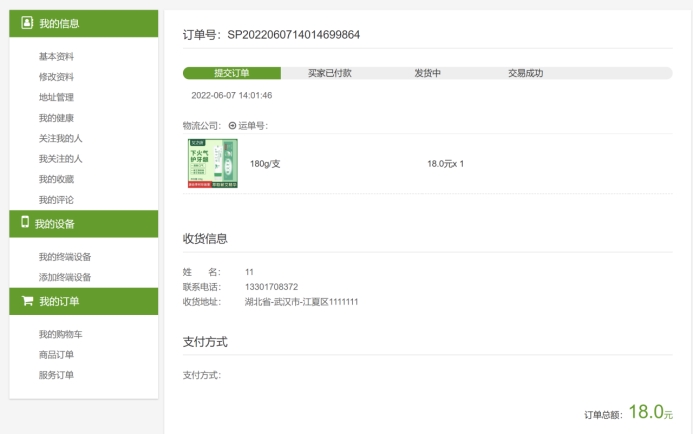 我的信息
基本资料
修改资料
地址管理
我的健康
关注我的人
我关注的人
我的收藏
我的评论
我的设备
我的终端设备
添加终端设备
我的订单
我的购物车
商品订单
服务订单
订单号：SP2022060714014699864
提交订单 买家已付款 发货中 交易成功
2022-06-07 14:01:46
物流公司： 运单号：
下火气
护牙龈
180g/支 18.0元x 1
收货信息
姓 名： 11
联系电话： 13301708372
收货地址： 湖北省-武汉市-江夏区1111111
支付方式
支付方式：
订单总额：18.0元